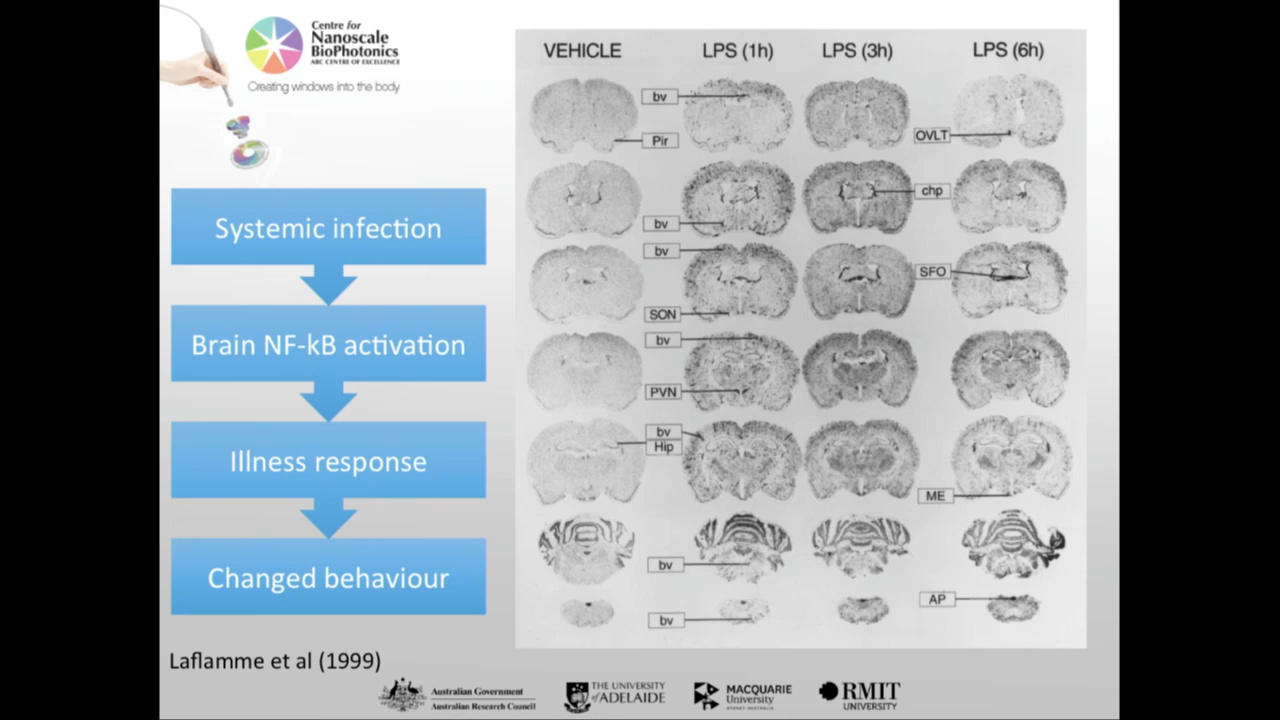 Centre for
Nanoscale
BioPhotonics
ARC CENTRE OF EXCELLENCE
Creating windows into the body
Systemic infection
Brain NF-kB activation
Illness response
Changed behaviour
Laflamme et al (1999)
VEHICLE LPS (1h) LPS (3h) LPS (6h)
bv
Pir
OVLT
bv
chp
bv
SON
SFO
bv
PVN
bv
Hip
ME
bv
AP
bv
Australian Government
Australian Research Council
THE UNIVERSITY
of ADELAIDE
MACQUARIE
University
SYDNEY·AUSTRALIA
RMIT
UNIVERSITY